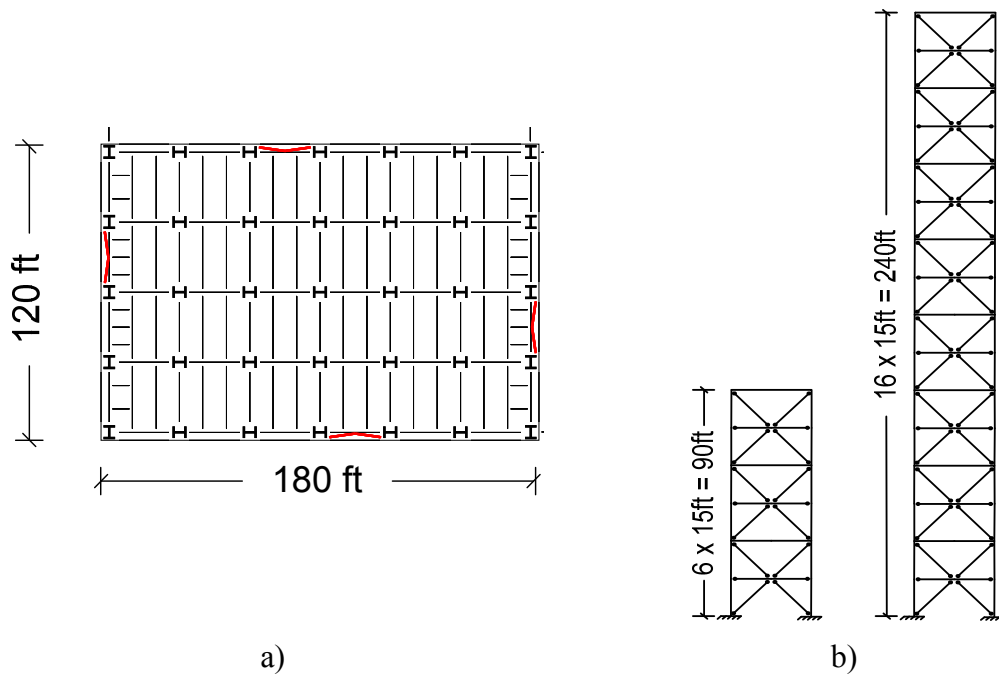 120 ft
180 ft
6 x 15ft = 90ft
16 x 15ft = 240ft
a)
b)